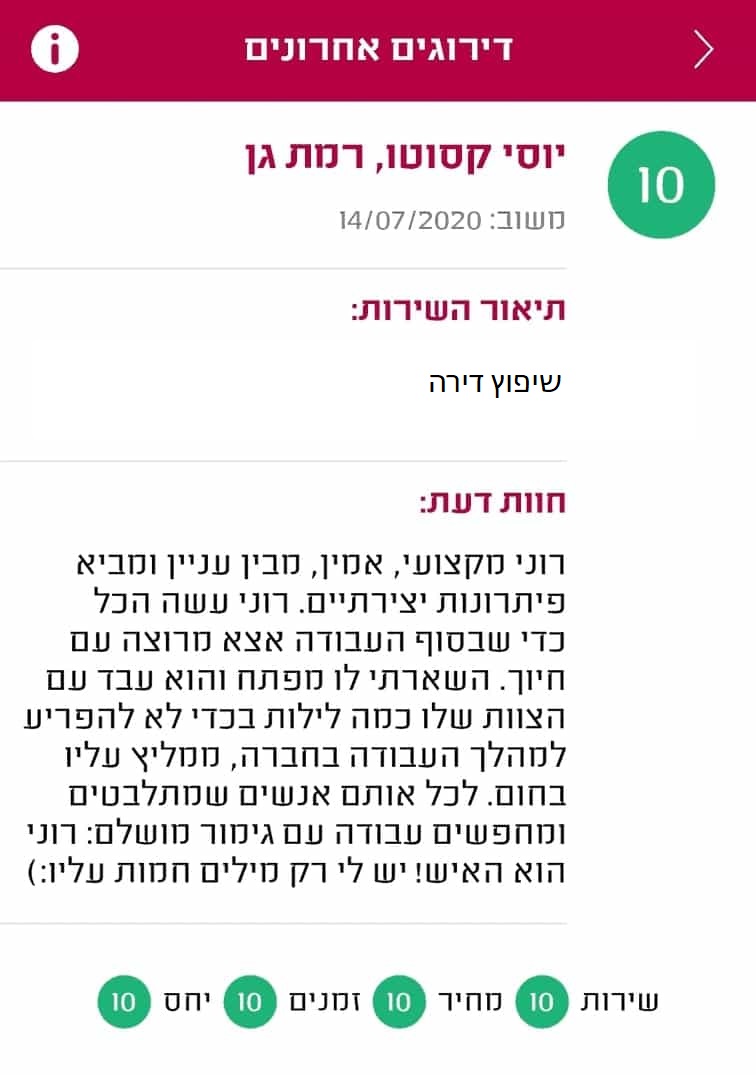 דירוגים אחרונים
יוסי קסוטו, רמת גן
10
משוב: 14/07/2020
תיאור השירות:
שיפוץ דירה
חוות דעת:
רוני מקצועי, אמין, מבין עניין ומביא
פיתרונות יצירתיים. רוני עשה הכל
כדי שבסוף העבודה אצא מרוצה עם
חיוך. השארתי לו מפתח והוא עבד עם
הצוות שלו כמה לילות בכדי לא להפריע
למהלך העבודה בחברה, ממליץ עליו
בחום. לכל אותם אנשים שמתלבטים
ומחפשים עבודה עם גימור מושלם: רוני
הוא האיש! יש לי רק מילים חמות עליו:)
שירות 10 מחיר 10 זמנים 10 יחס 10